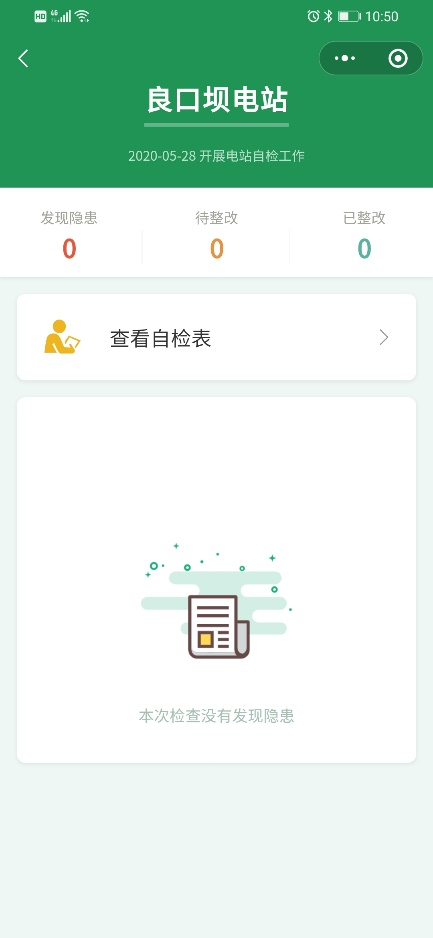 HD 4G 10:50
良口坝电站
2020-05-28 开展电站自检工作
发现隐患 待整改 已整改
0 0 0
查看自检表
本次检查没有发现隐患